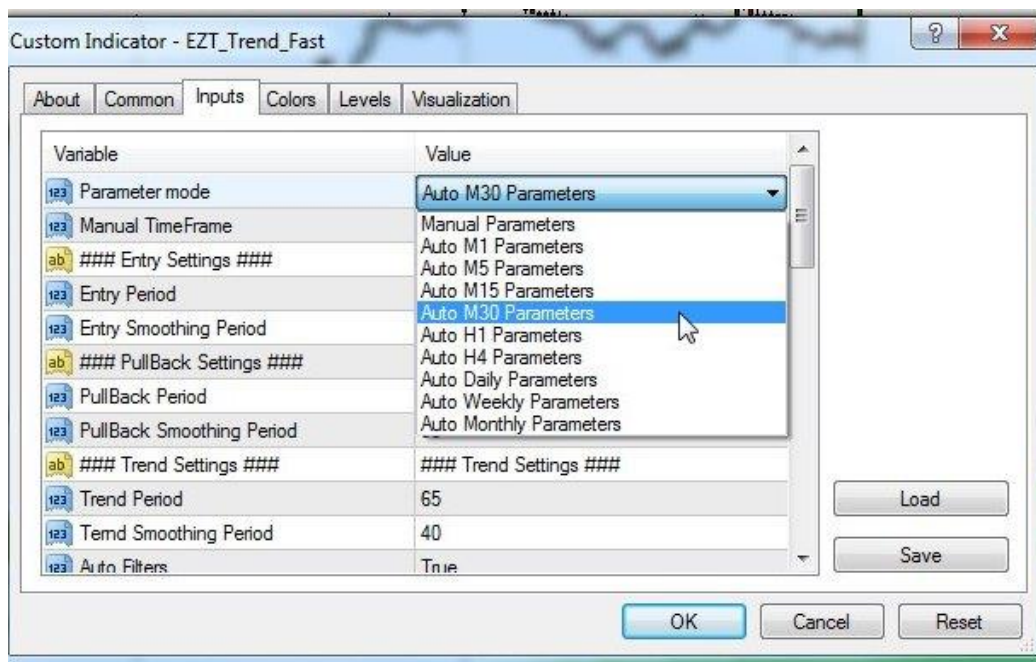 Custom Indicator - EZT_Trend_Fast
About Common Inputs Colors Levels Visualization
Variable Value
Parameter mode Auto M30 Parameters
Manual TimeFrame Manual Parameters
Auto M1 Parameters
### Entry Settings ### Auto M5 Parameters
Entry Period Auto M15 Parameters
Auto M30 Parameters
Entry Smoothing Period Auto H1 Parameters
### PullBack Settings ### Auto H4 Parameters
Auto Daily Parameters
PullBack Period Auto Weekly Parameters
PullBack Smoothing Period Auto Monthly Parameters
### Trend Settings ### ### Trend Settings ###
Trend Period 65
Load
Ternd Smoothing Period 40
Save
Auto Filters True
OK Cancel Reset